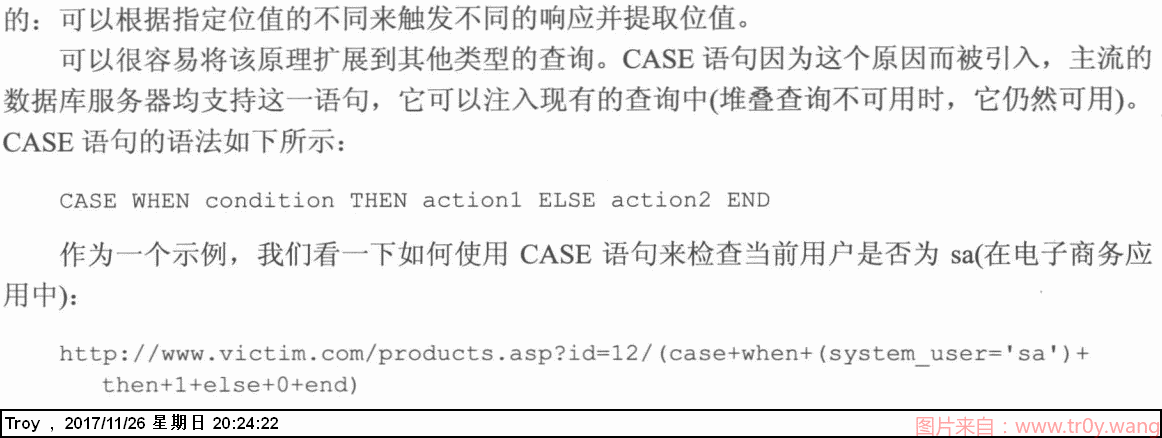 的：可以根据指定位值的不同来触发不同的响应并提取位值。
可以很容易将该原理扩展到其他类型的查询。CASE 语句因为这个原因而被引入，主流的
数据库服务器均支持这一语句，它可以注入现有的查询中(堆叠查询不可用时，它仍然可用)。
CASE 语句的语法如下所示：
CASE WHEN condition THEN action1 ELSE action2 END
作为一个示例，我们看一下如何使用 CASE 语句来检查当前用户是否为 sa(在电子商务应
用中)：
http://www.victim.com/products.asp?id=12/(case+when+(system_user='sa')+
then+1+else+0+end)
Troy , 2017/11/26 星期日 20:24:22
图片来自：www.tr0y.wang